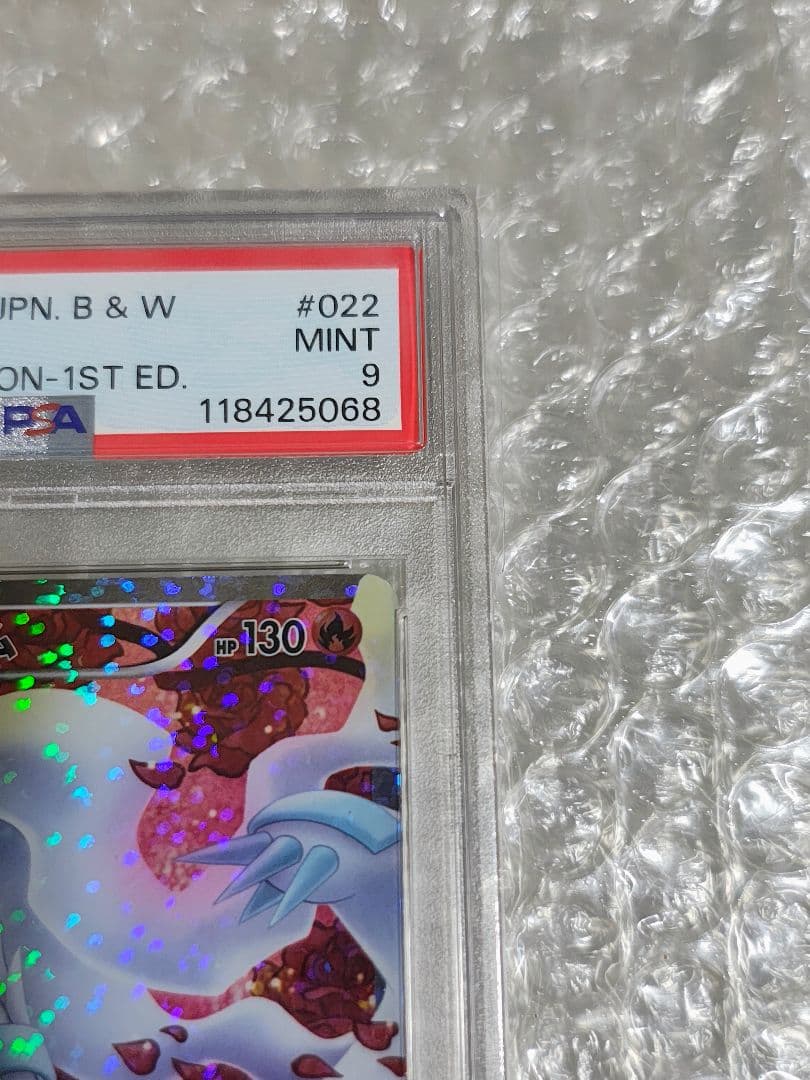 JPN. B & W #022
MINT
ON-1ST ED. 9
PSA 118425068
HP 130